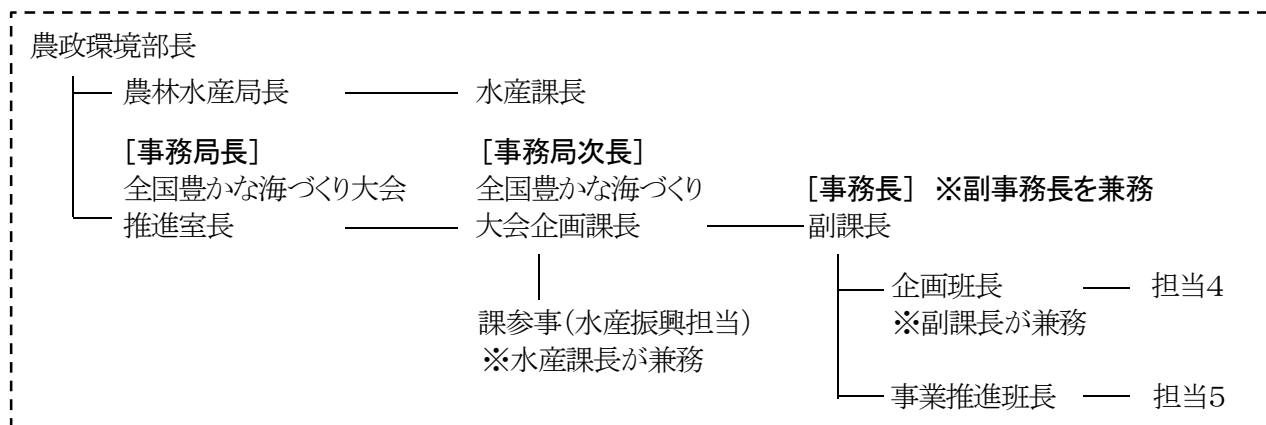 農政環境部長
農林水産局長 水産課長
[事務局長] [事務局次長]
全国豊かな海づくり大会 全国豊かな海づくり [事務長] ※副事務長を兼務
推進室長 大会企画課長 副課長
企画班長 担当4
課参事(水産振興担当) ※副課長が兼務
※水産課長が兼務
事業推進班長 担当5